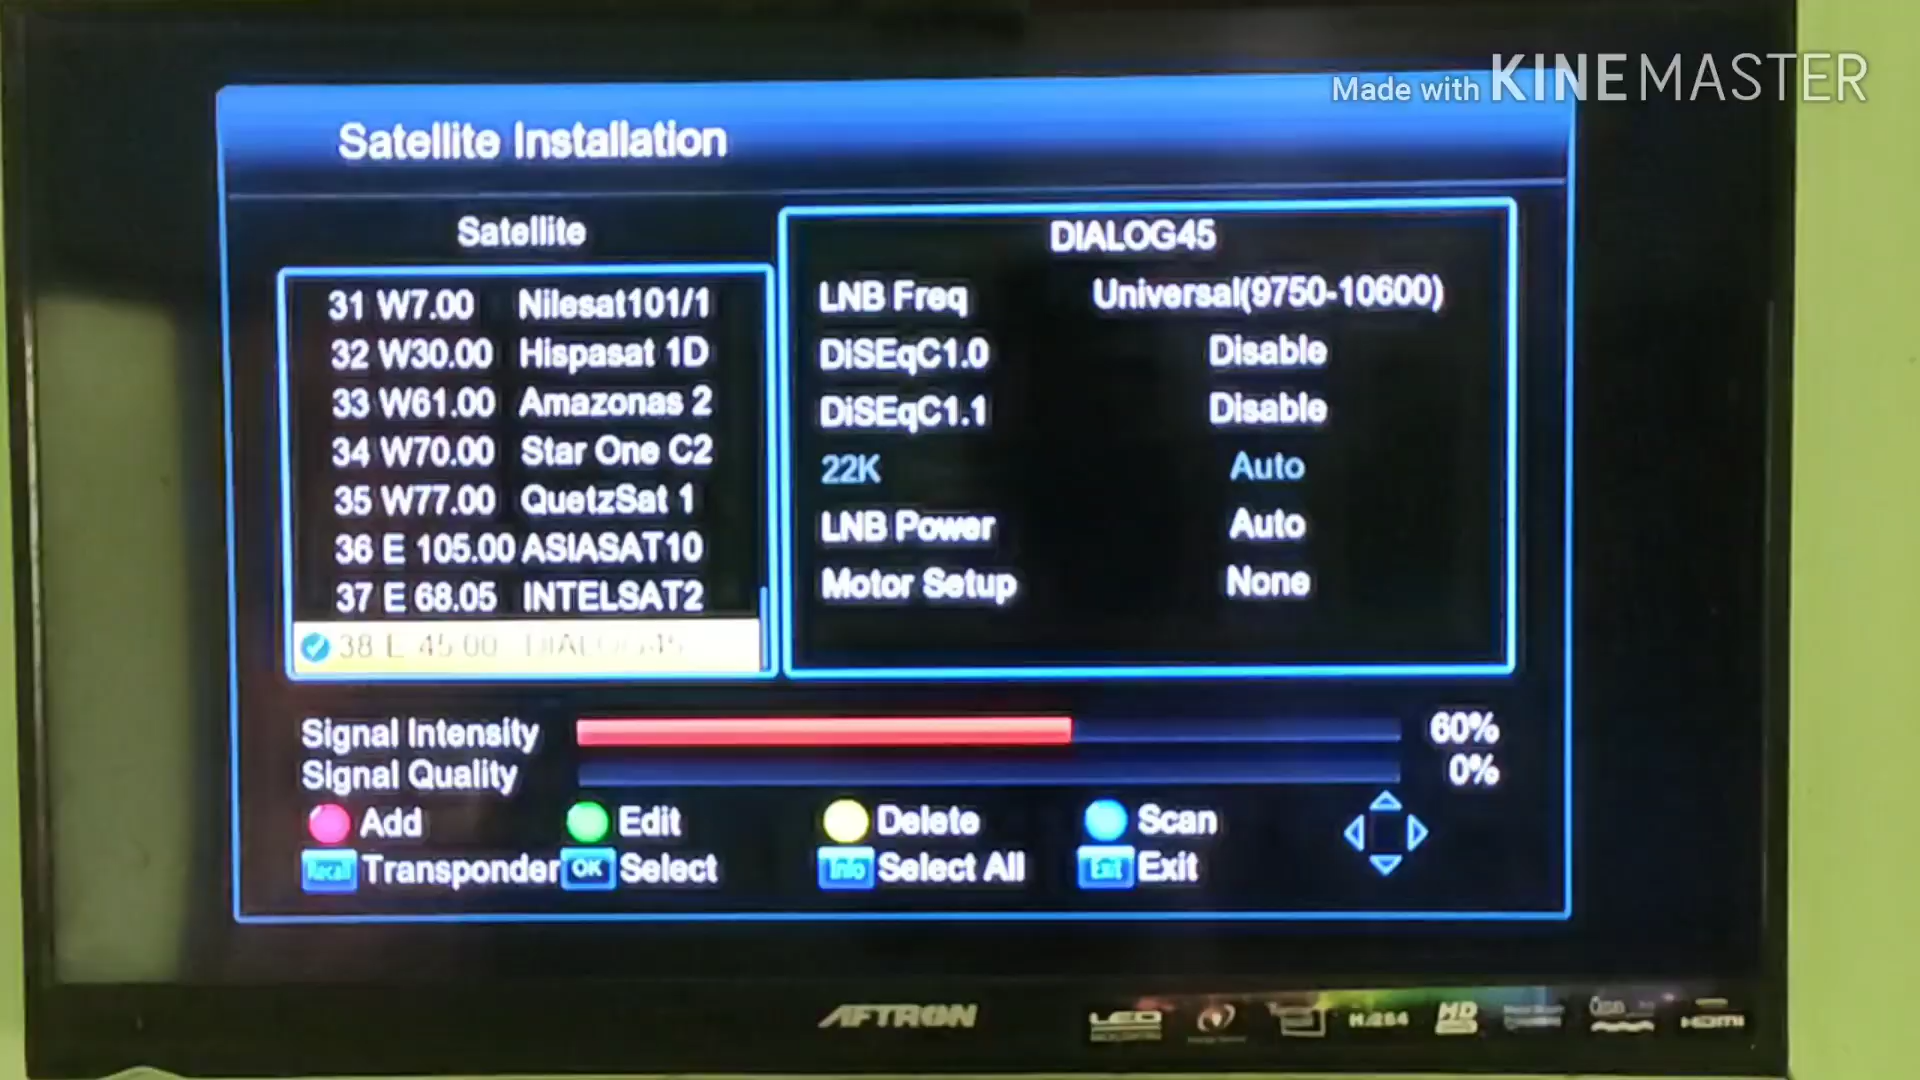 Made with KINEMASTER
Satellite Installation
Satellite
31 W7.00 Nilesat101/1
32 W30.00 Hispasat 1D
33 W61.00 Amazonas 2
34 W70.00 Star One C2
35 W77.00 QuetzSat 1
36 E 105.00 ASIASAT10
37 E 68.05 INTELSAT2
38 E 45.00 DIALOG45
DIALOG45
LNB Freq Universal(9750-10600)
DiSEqC1.0 Disable
DiSEqC1.1 Disable
22K Auto
LNB Power Auto
Motor Setup None
Signal Intensity 60%
Signal Quality 0%
Add Edit Delete Scan
Recall Transponder OK Select Info Select All Exit Exit
AFTRON
LED H.264 HD HDMI